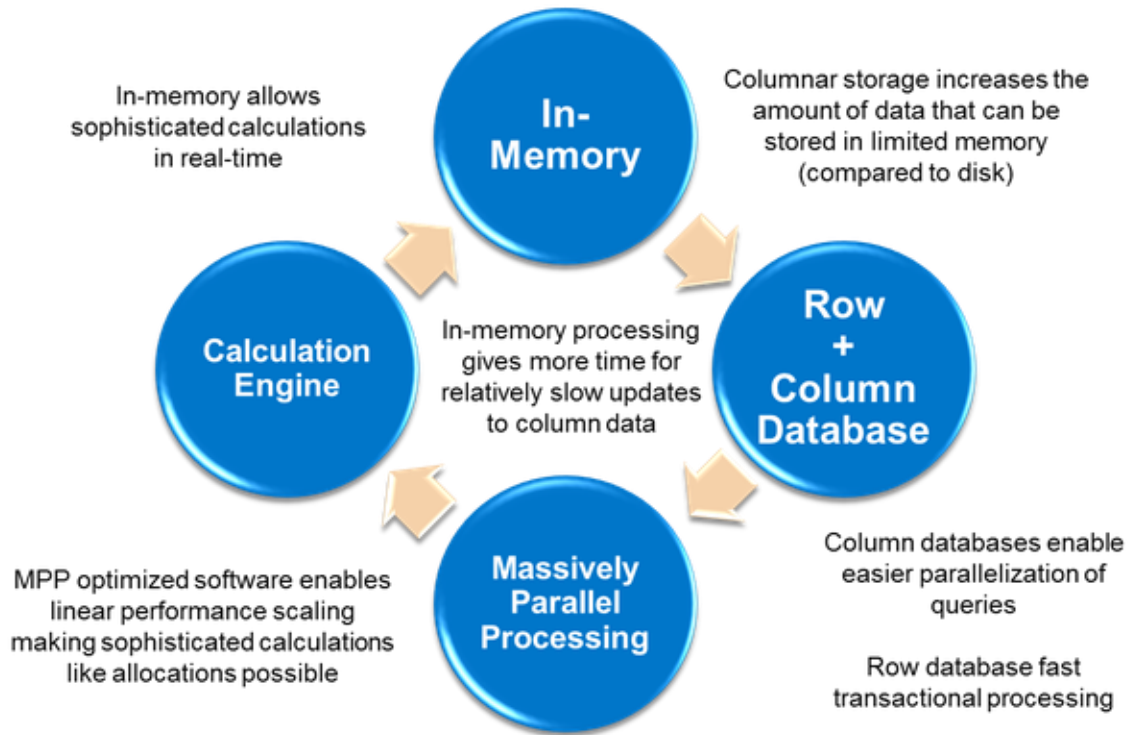 In-memory allows
sophisticated calculations
in real-time
In-
Memory
Columnar storage increases the
amount of data that can be
stored in limited memory
(compared to disk)
Calculation
Engine
In-memory processing
gives more time for
relatively slow updates
to column data
Row
+
Column
Database
MPP optimized software enables
linear performance scaling
making sophisticated calculations
like allocations possible
Massively
Parallel
Processing
Column databases enable
easier parallelization of
queries
Row database fast
transactional processing